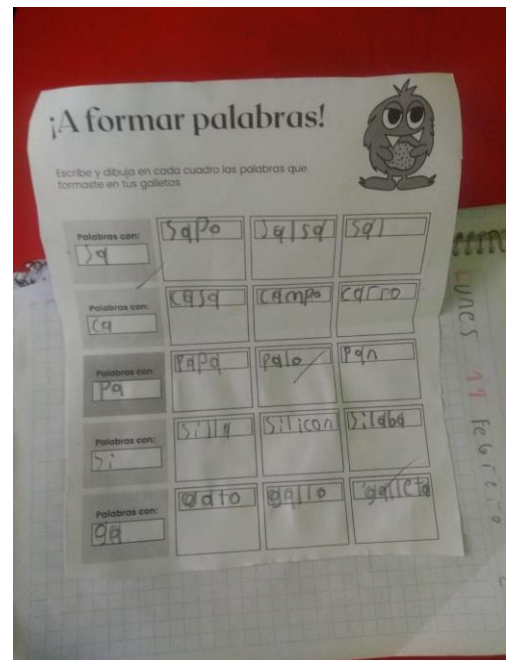 ¡A formar palabras!
Escribe y dibuja en cada cuadro las palabras que
formaste en tus galletas
Palabras con:
Sa
sapo
salsa
sal
Palabras con:
Ca
casa
campo
carro
Palabras con:
Pa
papa
palo
pan
Palabras con:
Si
silla
silicon
silaba
Palabras con:
ga
gato
gallo
galleta
Lunes 19 febrero